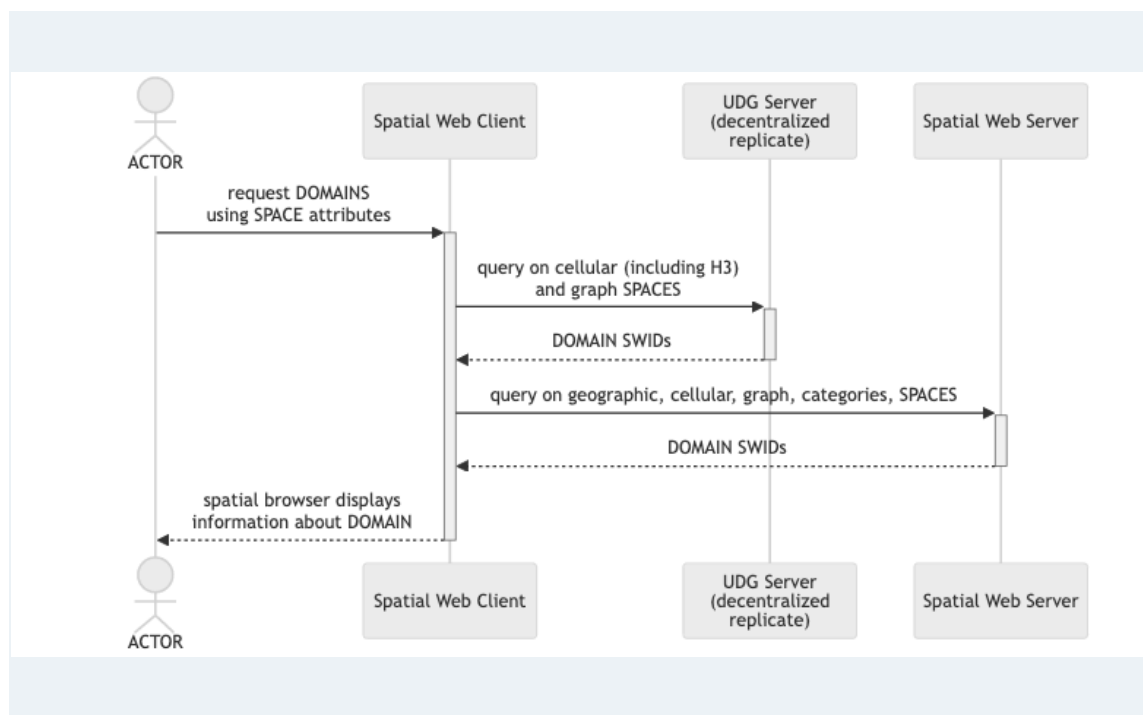 Spatial Web Client
UDG Server
(decentralized
replicate)
Spatial Web Server
ACTOR
request DOMAINS
using SPACE attributes
query on cellular (including H3)
and graph SPACES
DOMAIN SWIDs
query on geographic, cellular, graph, categories, SPACES
DOMAIN SWIDs
spatial browser displays
information about DOMAIN
Spatial Web Client
UDG Server
(decentralized
replicate)
Spatial Web Server
ACTOR